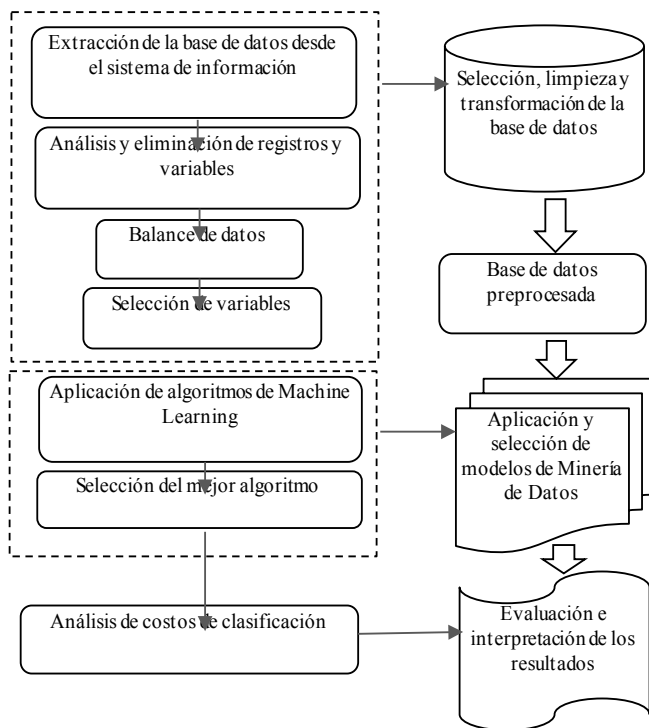 Extracción de la base de datos desde
el sistema de información
Análisis y eliminación de registros y
variables
Balance de datos
Selección de variables
Aplicación de algoritmos de Machine
Learning
Selección del mejor algoritmo
Análisis de costos de clasificación
Selección, limpieza y
transformación de la
base de datos
Base de datos
preprocesada
Aplicación y
selección de
modelos de Minería
de Datos
Evaluación e
interpretación de los
resultados